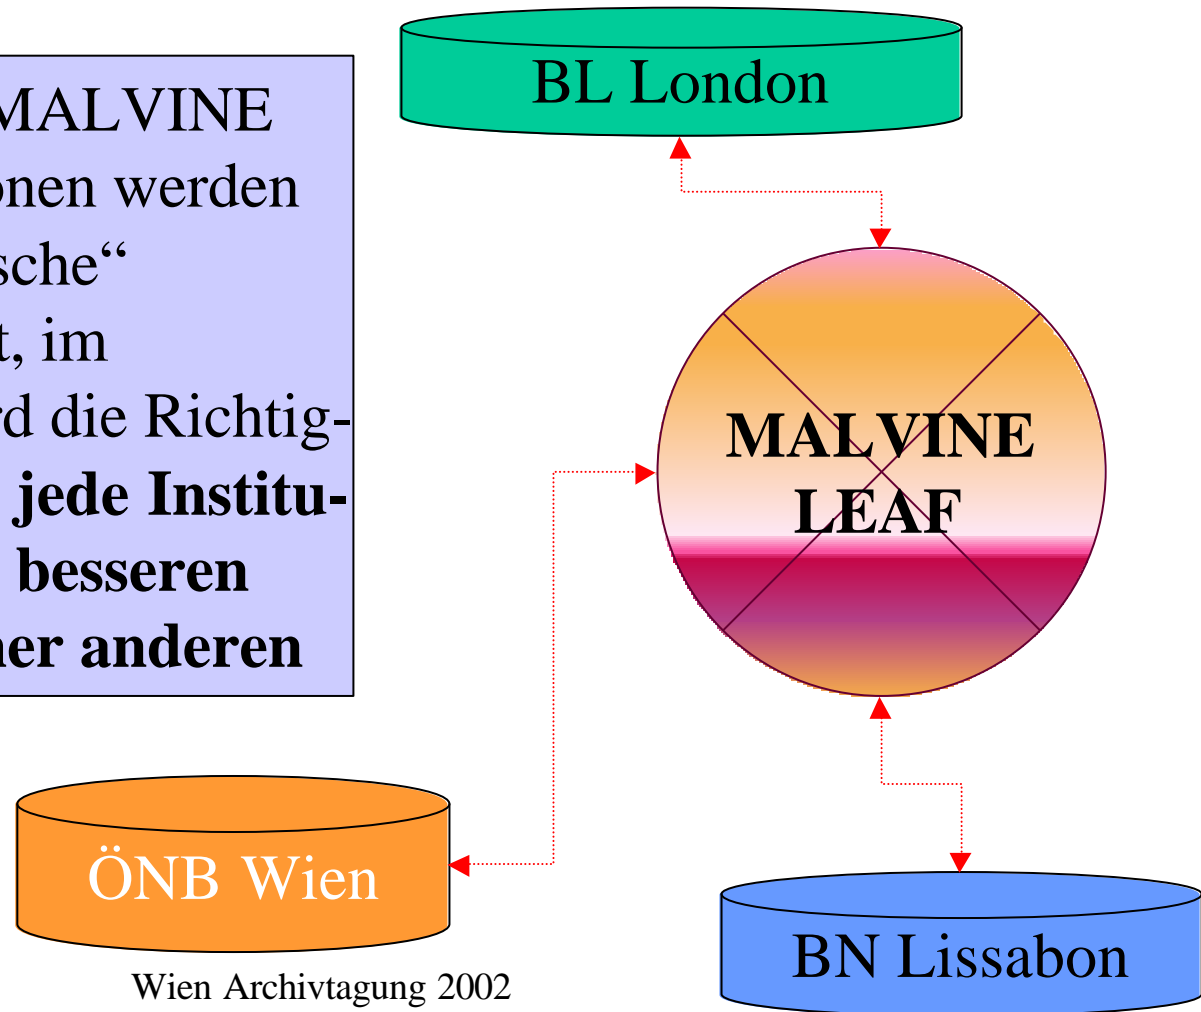 BL London
MALVINE
onen werden
sche“
t, im
rd die Richtig-
jede Institu-
besseren
ner anderen
MALVINE
LEAF
ÖNB Wien
BN Lissabon
Wien Archivtagung 2002